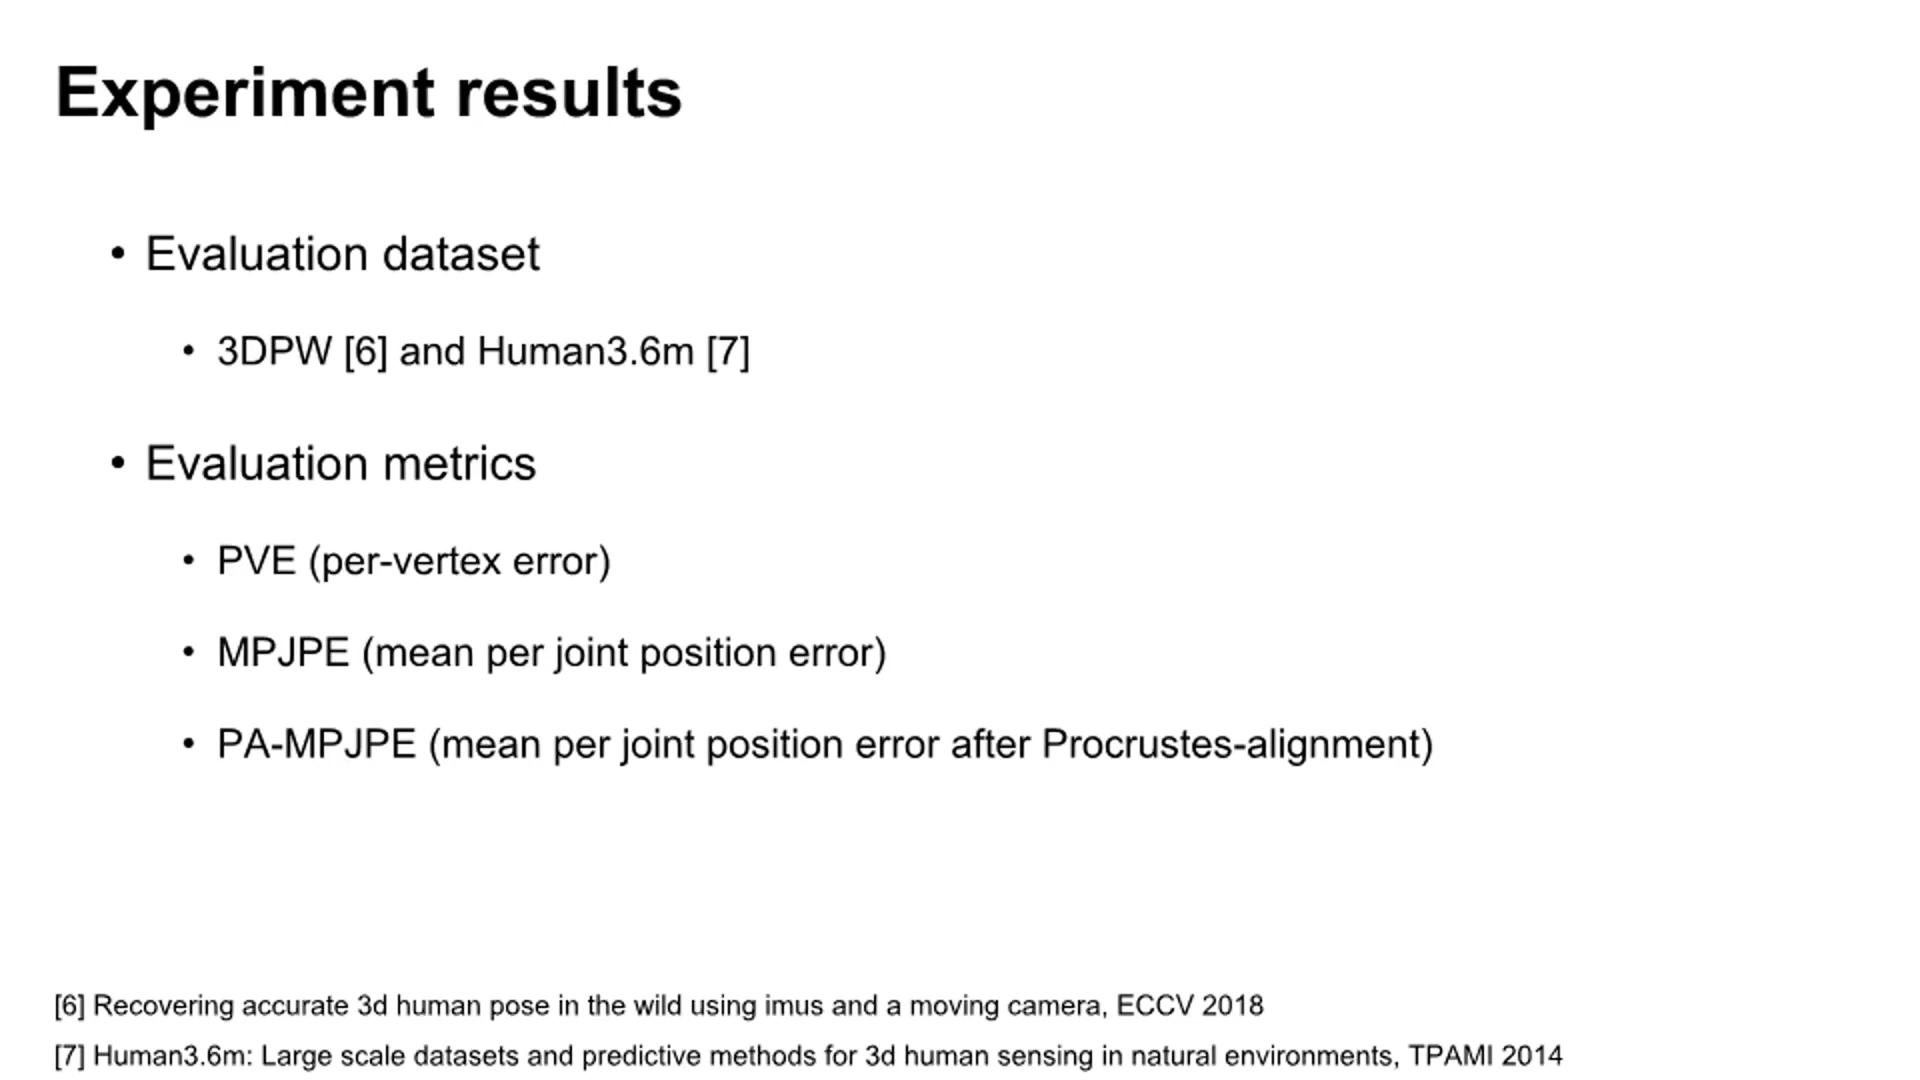 Experiment results
• Evaluation dataset
• 3DPW [6] and Human3.6m [7]
• Evaluation metrics
• PVE (per-vertex error)
• MPJPE (mean per joint position error)
• PA-MPJPE (mean per joint position error after Procrustes-alignment)
[6] Recovering accurate 3d human pose in the wild using imus and a moving camera, ECCV 2018
[7] Human3.6m: Large scale datasets and predictive methods for 3d human sensing in natural environments, TPAMI 2014